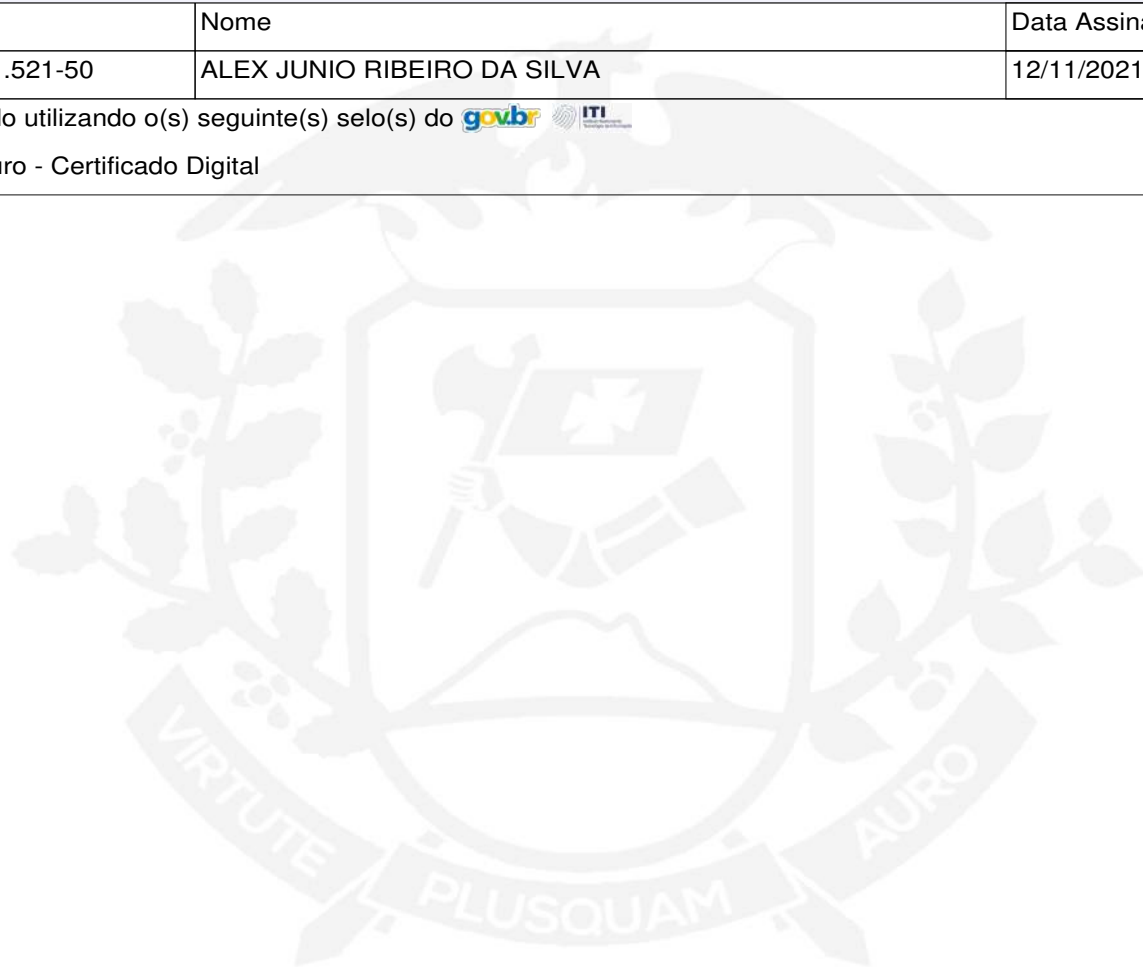 Nome Data Assina
.521-50 ALEX JUNIO RIBEIRO DA SILVA 12/11/2021
o utilizando o(s) seguinte(s) selo(s) do gov.br ITI
uro - Certificado Digital
VIRTUTE PLUSQUAM AURO